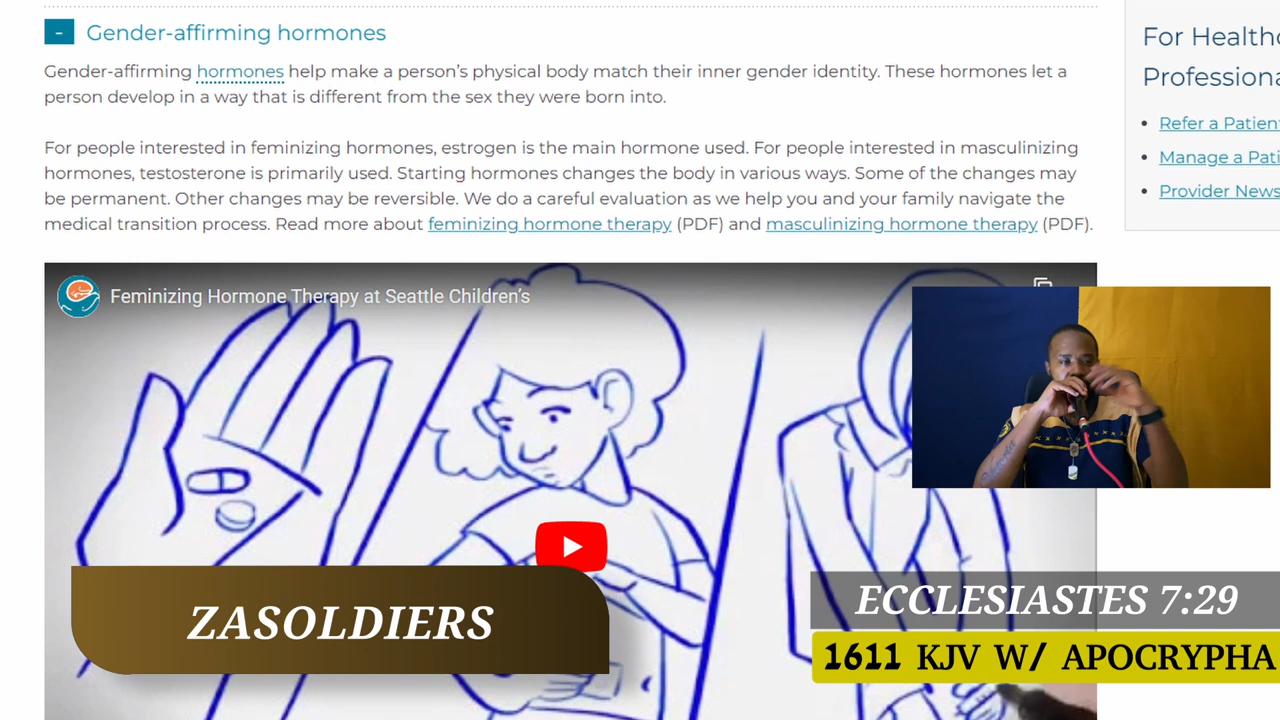 - Gender-affirming hormones
Gender-affirming hormones help make a person's physical body match their inner gender identity. These hormones let a
person develop in a way that is different from the sex they were born into.
For people interested in feminizing hormones, estrogen is the main hormone used. For people interested in masculinizing
hormones, testosterone is primarily used. Starting hormones changes the body in various ways. Some of the changes may
be permanent. Other changes may be reversible. We do a careful evaluation as we help you and your family navigate the
medical transition process. Read more about feminizing hormone therapy (PDF) and masculinizing hormone therapy (PDF).
Feminizing Hormone Therapy at Seattle Children's
For Healthc
Professiona
• Refer a Patien
• Manage a Pati
• Provider News
ZASOLDIERS
ECCLESIASTES 7:29
1611 KJV W/ APOCRYPHA